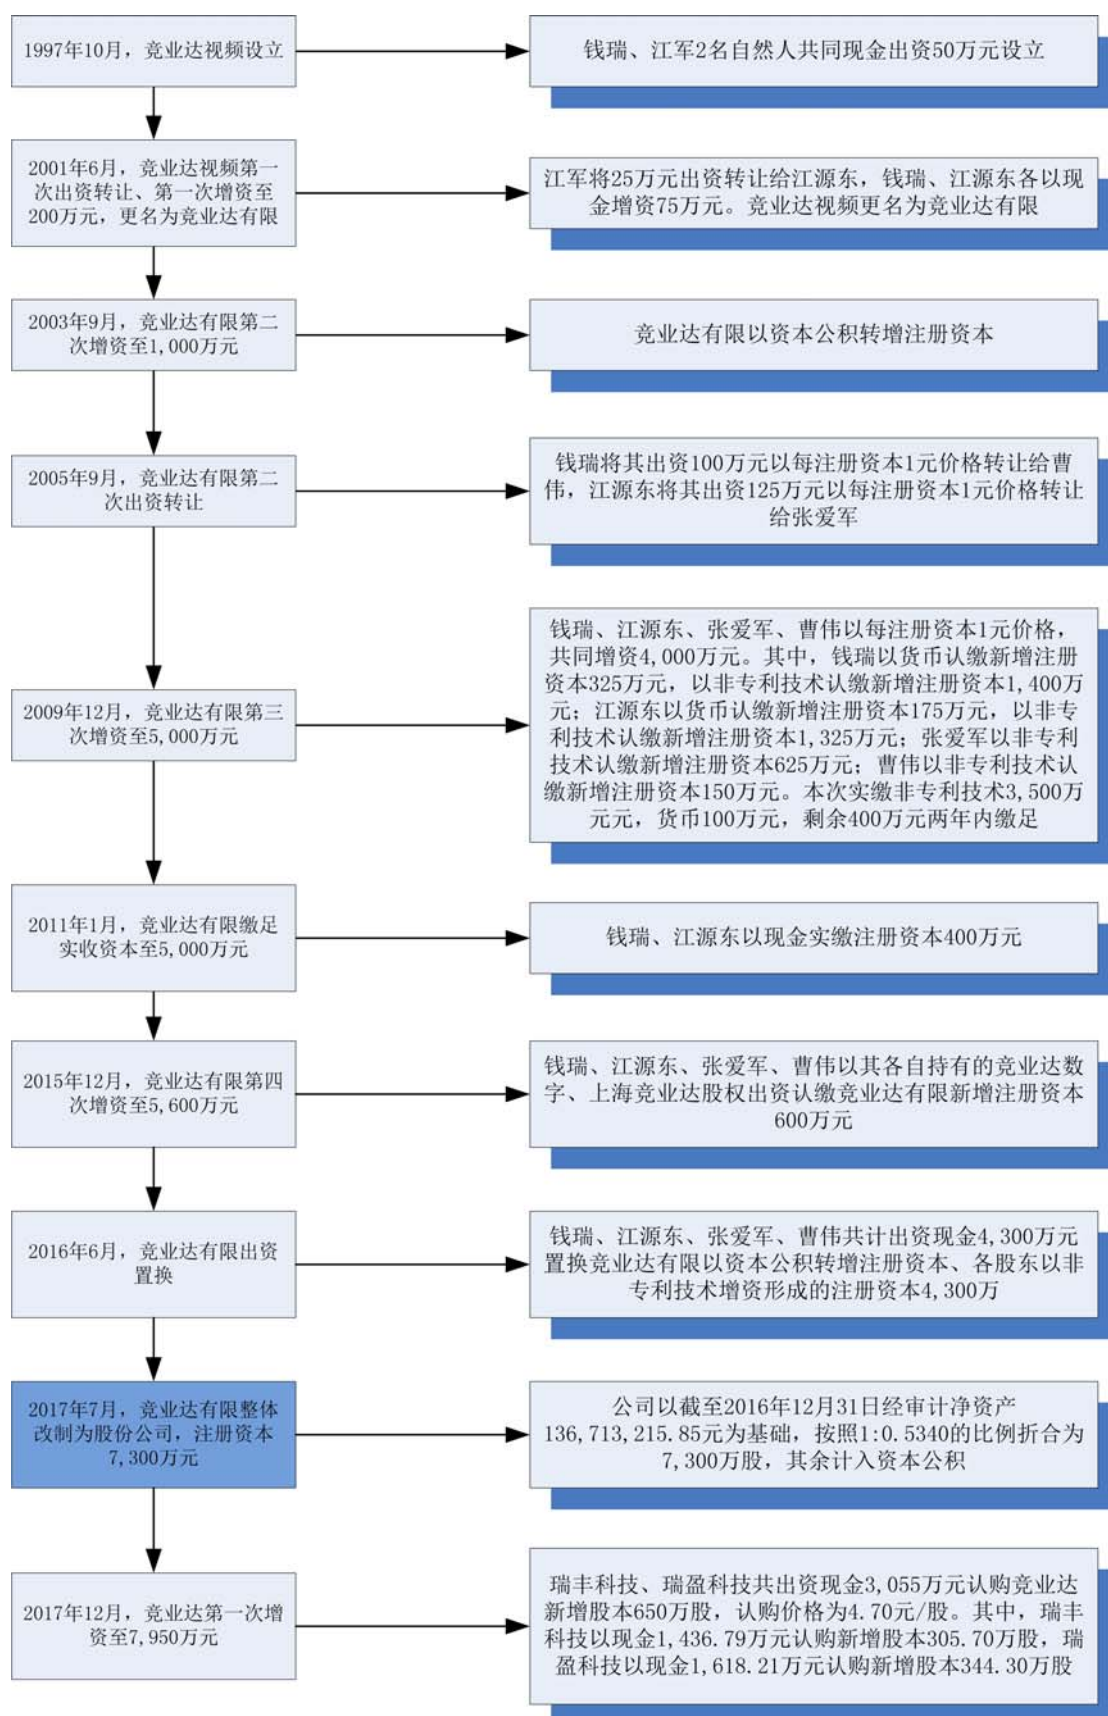 1997年10月，竞业达视频设立
钱瑞、江军2名自然人共同现金出资50万元设立
2001年6月，竞业达视频第一
次出资转让、第一次增资至
200万元，更名为竞业达有限
江军将25万元出资转让给江源东，钱瑞、江源东各以现
金增资75万元。竞业达视频更名为竞业达有限
2003年9月，竞业达有限第二
次增资至1,000万元
竞业达有限以资本公积转增注册资本
2005年9月，竞业达有限第二
次出资转让
钱瑞将其出资100万元以每注册资本1元价格转让给曹
伟，江源东将其出资125万元以每注册资本1元价格转让
给张爱军
2009年12月，竞业达有限第三
次增资至5,000万元
钱瑞、江源东、张爱军、曹伟以每注册资本1元价格，
共同增资4,000万元。其中，钱瑞以货币认缴新增注册
资本325万元，以非专利技术认缴新增注册资本1,400万
元；江源东以货币认缴新增注册资本175万元，以非专
利技术认缴新增注册资本1,325万元；张爱军以非专利
技术认缴新增注册资本625万元；曹伟以非专利技术认
缴新增注册资本150万元。本次实缴非专利技术3,500万
元元，货币100万元，剩余400万元两年内缴足
2011年1月，竞业达有限缴足
实收资本至5,000万元
钱瑞、江源东以现金实缴注册资本400万元
2015年12月，竞业达有限第四
次增资至5,600万元
钱瑞、江源东、张爱军、曹伟以其各自持有的竞业达数
字、上海竞业达股权出资认缴竞业达有限新增注册资本
600万元
2016年6月，竞业达有限出资
置换
钱瑞、江源东、张爱军、曹伟共计出资现金4,300万元
置换竞业达有限以资本公积转增注册资本、各股东以非
专利技术增资形成的注册资本4,300万
2017年7月，竞业达有限整体
改制为股份公司，注册资本
7,300万元
公司以截至2016年12月31日经审计净资产
136,713,215.85元为基础，按照1:0.5340的比例折合为
7,300万股，其余计入资本公积
2017年12月，竞业达第一次增
资至7,950万元
瑞丰科技、瑞盈科技共出资现金3,055万元认购竞业达
新增股本650万股，认购价格为4.70元/股。其中，瑞丰
科技以现金1,436.79万元认购新增股本305.70万股，瑞
盈科技以现金1,618.21万元认购新增股本344.30万股